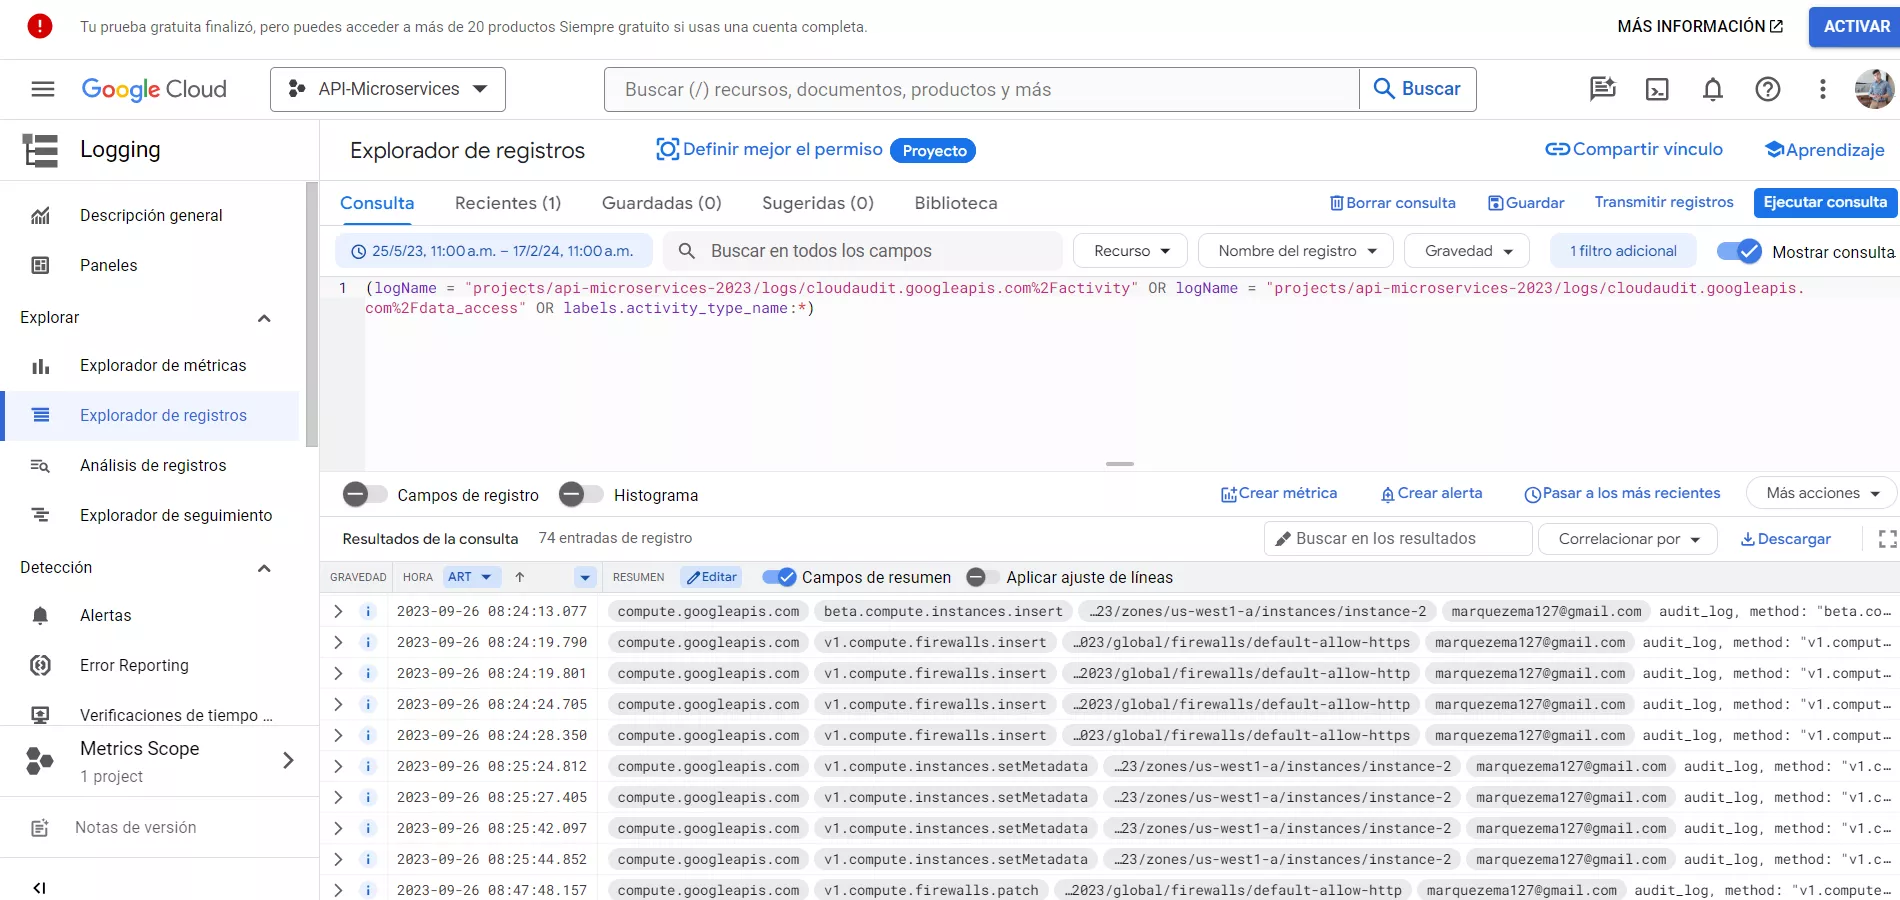 Tu prueba gratuita finalizó, pero puedes acceder a más de 20 productos Siempre gratuito si usas una cuenta completa.
MÁS INFORMACIÓN
ACTIVAR
Google Cloud
API-Microservices
Buscar (/) recursos, documentos, productos y más
Buscar
Logging
Explorador de registros
Definir mejor el permiso
Proyecto
Compartir vínculo
Aprendizaje
Descripción general
Paneles
Explorar
Explorador de métricas
Explorador de registros
Análisis de registros
Explorador de seguimiento
Detección
Alertas
Error Reporting
Verificaciones de tiempo ...
Metrics Scope
1 project
Notas de versión
Consulta
Recientes (1)
Guardadas (0)
Sugeridas (0)
Biblioteca
Borrar consulta
Guardar
Transmitir registros
Ejecutar consulta
25/5/23, 11:00 a.m. – 17/2/24, 11:00 a.m.
Buscar en todos los campos
Recurso
Nombre del registro
Gravedad
1 filtro adicional
Mostrar consulta
1 (logName = "projects/api-microservices-2023/logs/cloudaudit.googleapis.com%2Factivity" OR logName = "projects/api-microservices-2023/logs/cloudaudit.googleapis.
com%2Fdata_access" OR labels.activity_type_name:*)
Campos de registro
Histograma
Crear métrica
Crear alerta
Pasar a los más recientes
Más acciones
Resultados de la consulta
74 entradas de registro
Buscar en los resultados
Correlacionar por
Descargar
GRAVEDAD
HORA
ART
RESUMEN
Editar
Campos de resumen
Aplicar ajuste de líneas
i 2023-09-26 08:24:13.077 compute.googleapis.com beta.compute.instances.insert …23/zones/us-west1-a/instances/instance-2 marquezema127@gmail.com audit_log, method: "beta.co…
i 2023-09-26 08:24:19.790 compute.googleapis.com v1.compute.firewalls.insert …023/global/firewalls/default-allow-https marquezema127@gmail.com audit_log, method: "v1.comput…
i 2023-09-26 08:24:19.801 compute.googleapis.com v1.compute.firewalls.insert …2023/global/firewalls/default-allow-http marquezema127@gmail.com audit_log, method: "v1.comput…
i 2023-09-26 08:24:24.705 compute.googleapis.com v1.compute.firewalls.insert …2023/global/firewalls/default-allow-http marquezema127@gmail.com audit_log, method: "v1.comput…
i 2023-09-26 08:24:28.350 compute.googleapis.com v1.compute.firewalls.insert …023/global/firewalls/default-allow-https marquezema127@gmail.com audit_log, method: "v1.comput…
i 2023-09-26 08:25:24.812 compute.googleapis.com v1.compute.instances.setMetadata …23/zones/us-west1-a/instances/instance-2 marquezema127@gmail.com audit_log, method: "v1.c…
i 2023-09-26 08:25:27.405 compute.googleapis.com v1.compute.instances.setMetadata …23/zones/us-west1-a/instances/instance-2 marquezema127@gmail.com audit_log, method: "v1.c…
i 2023-09-26 08:25:42.097 compute.googleapis.com v1.compute.instances.setMetadata …23/zones/us-west1-a/instances/instance-2 marquezema127@gmail.com audit_log, method: "v1.c…
i 2023-09-26 08:25:44.852 compute.googleapis.com v1.compute.instances.setMetadata …23/zones/us-west1-a/instances/instance-2 marquezema127@gmail.com audit_log, method: "v1.c…
i 2023-09-26 08:47:48.157 compute.googleapis.com v1.compute.firewalls.patch …2023/global/firewalls/default-allow-http marquezema127@gmail.com audit_log, method: "v1.compute…